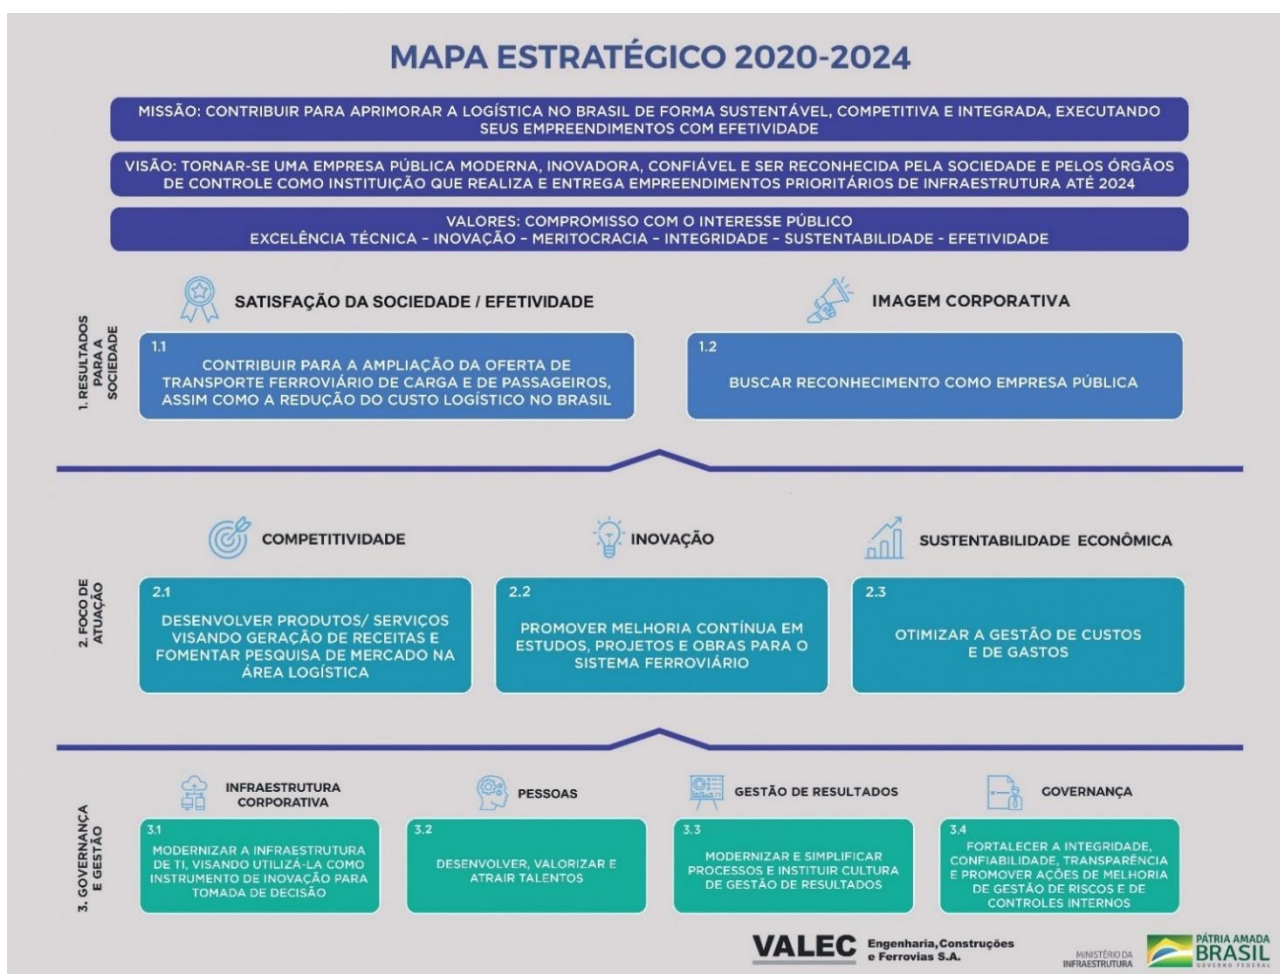 MAPA ESTRATÉGICO 2020-2024
MISSÃO: CONTRIBUIR PARA APRIMORAR A LOGÍSTICA NO BRASIL DE FORMA SUSTENTÁVEL, COMPETITIVA E INTEGRADA, EXECUTANDO
SEUS EMPREENDIMENTOS COM EFETIVIDADE
VISÃO: TORNAR-SE UMA EMPRESA PÚBLICA MODERNA, INOVADORA, CONFIÁVEL E SER RECONHECIDA PELA SOCIEDADE E PELOS ÓRGÃOS
DE CONTROLE COMO INSTITUIÇÃO QUE REALIZA E ENTREGA EMPREENDIMENTOS PRIORITÁRIOS DE INFRAESTRUTURA ATÉ 2024
VALORES: COMPROMISSO COM O INTERESSE PÚBLICO
EXCELÊNCIA TÉCNICA – INOVAÇÃO – MERITOCRACIA – INTEGRIDADE – SUSTENTABILIDADE - EFETIVIDADE
1. RESULTADOS
PARA A
SOCIEDADE
SATISFAÇÃO DA SOCIEDADE / EFETIVIDADE
1.1
CONTRIBUIR PARA A AMPLIAÇÃO DA OFERTA DE
TRANSPORTE FERROVIÁRIO DE CARGA E DE PASSAGEIROS,
ASSIM COMO A REDUÇÃO DO CUSTO LOGÍSTICO NO BRASIL
IMAGEM CORPORATIVA
1.2
BUSCAR RECONHECIMENTO COMO EMPRESA PÚBLICA
2. FOCO DE
ATUAÇÃO
COMPETITIVIDADE
2.1
DESENVOLVER PRODUTOS/ SERVIÇOS
VISANDO GERAÇÃO DE RECEITAS E
FOMENTAR PESQUISA DE MERCADO NA
ÁREA LOGÍSTICA
INOVAÇÃO
2.2
PROMOVER MELHORIA CONTÍNUA EM
ESTUDOS, PROJETOS E OBRAS PARA O
SISTEMA FERROVIÁRIO
SUSTENTABILIDADE ECONÔMICA
2.3
OTIMIZAR A GESTÃO DE CUSTOS
E DE GASTOS
3. GOVERNANÇA
E GESTÃO
INFRAESTRUTURA
CORPORATIVA
3.1
MODERNIZAR A INFRAESTRUTURA
DE TI, VISANDO UTILIZÁ-LA COMO
INSTRUMENTO DE INOVAÇÃO PARA
TOMADA DE DECISÃO
PESSOAS
3.2
DESENVOLVER, VALORIZAR E
ATRAIR TALENTOS
GESTÃO DE RESULTADOS
3.3
MODERNIZAR E SIMPLIFICAR
PROCESSOS E INSTITUIR CULTURA
DE GESTÃO DE RESULTADOS
GOVERNANÇA
3.4
FORTALECER A INTEGRIDADE,
CONFIABILIDADE, TRANSPARÊNCIA
E PROMOVER AÇÕES DE MELHORIA
DE GESTÃO DE RISCOS E DE
CONTROLES INTERNOS
VALEC
Engenharia, Construções
e Ferrovias S.A.
MINISTÉRIO DA
INFRAESTRUTURA
PÁTRIA AMADA
BRASIL
GOVERNO FEDERAL